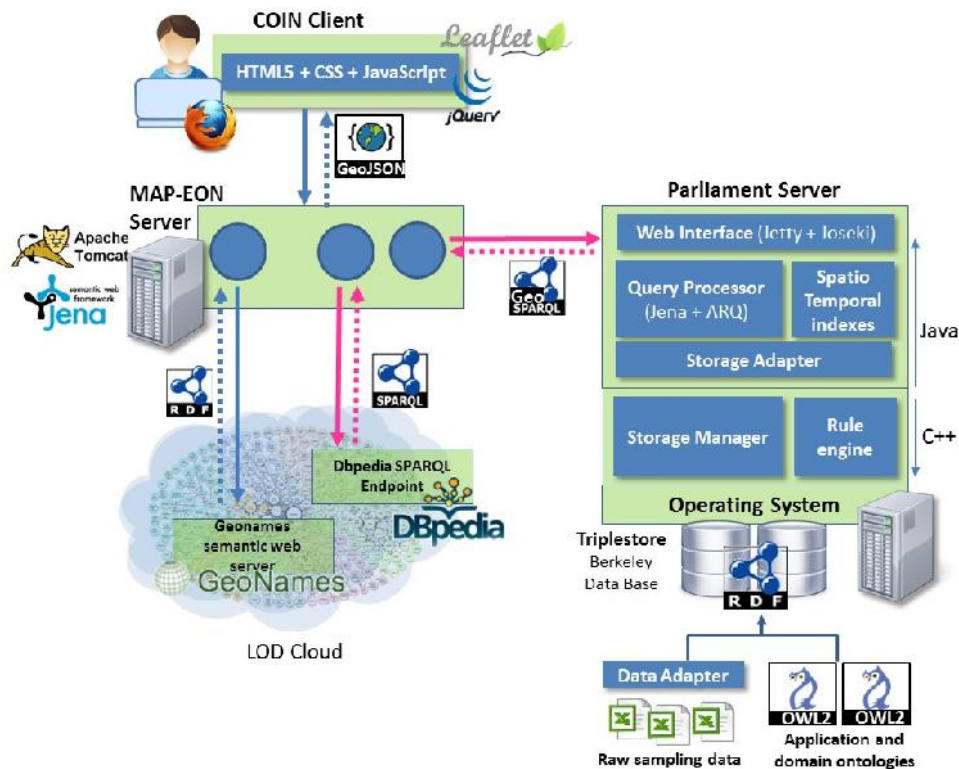 COIN Client
Leaflet
HTML5 + CSS + JavaScript
jQuery
{ }
GeoJSON
MAP-EON
Server
Apache
Tomcat
semantic web
framework
Jena
Parliament Server
Web Interface (Jetty + Joseki)
Query Processor
(Jena + ARQ)
Spatio
Temporal
indexes
Storage Adapter
Java
Geo
SPARQL
RDF
SPARQL
Storage Manager
Rule
engine
C++
Dbpedia SPARQL
Endpoint
DBpedia
Geonames
semantic web
server
GeoNames
LOD Cloud
Operating System
Triplestore
Berkeley
Data Base
RDF
Data Adapter
OWL2
OWL2
Raw sampling data
Application and
domain ontologies